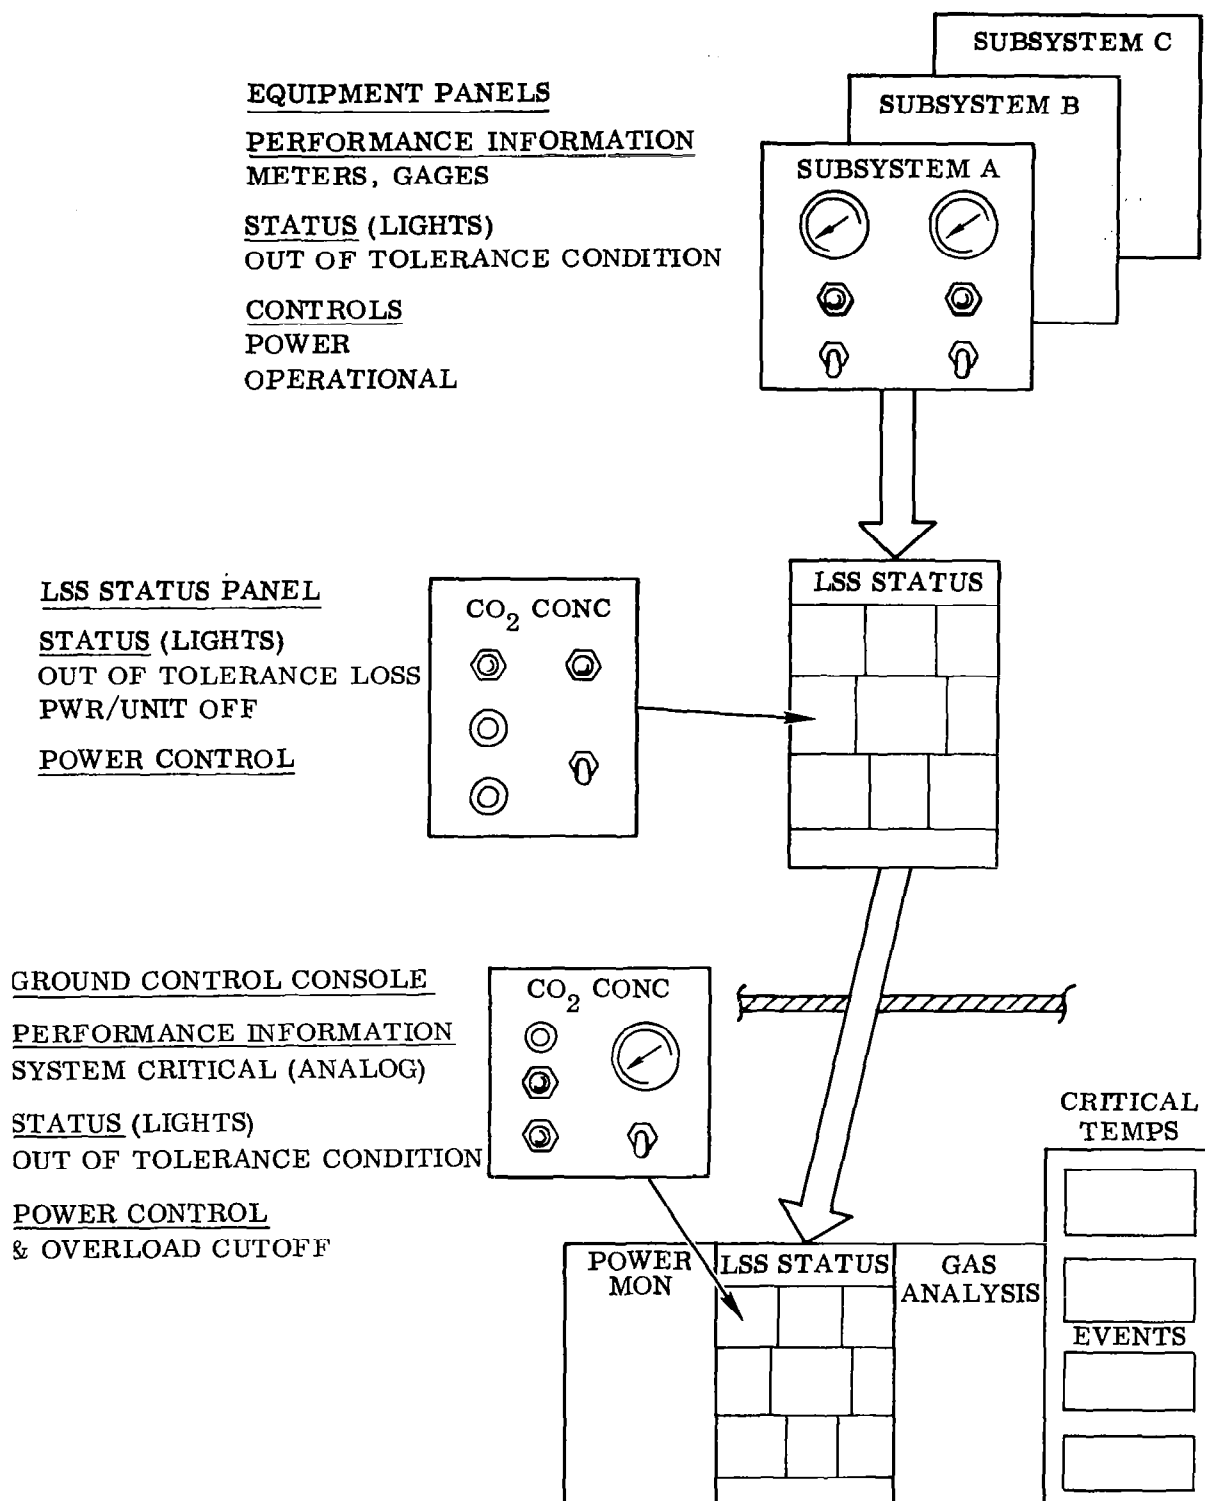 SUBSYSTEM C
SUBSYSTEM B
SUBSYSTEM A
EQUIPMENT PANELS
PERFORMANCE INFORMATION
METERS, GAGES
STATUS (LIGHTS)
OUT OF TOLERANCE CONDITION
CONTROLS
POWER
OPERATIONAL
LSS STATUS
LSS STATUS PANEL
STATUS (LIGHTS)
OUT OF TOLERANCE LOSS
PWR/UNIT OFF
POWER CONTROL
CO2 CONC
GROUND CONTROL CONSOLE
PERFORMANCE INFORMATION
SYSTEM CRITICAL (ANALOG)
STATUS (LIGHTS)
OUT OF TOLERANCE CONDITION
POWER CONTROL
& OVERLOAD CUTOFF
CO2 CONC
CRITICAL
TEMPS
POWER
MON
LSS STATUS
GAS
ANALYSIS
EVENTS